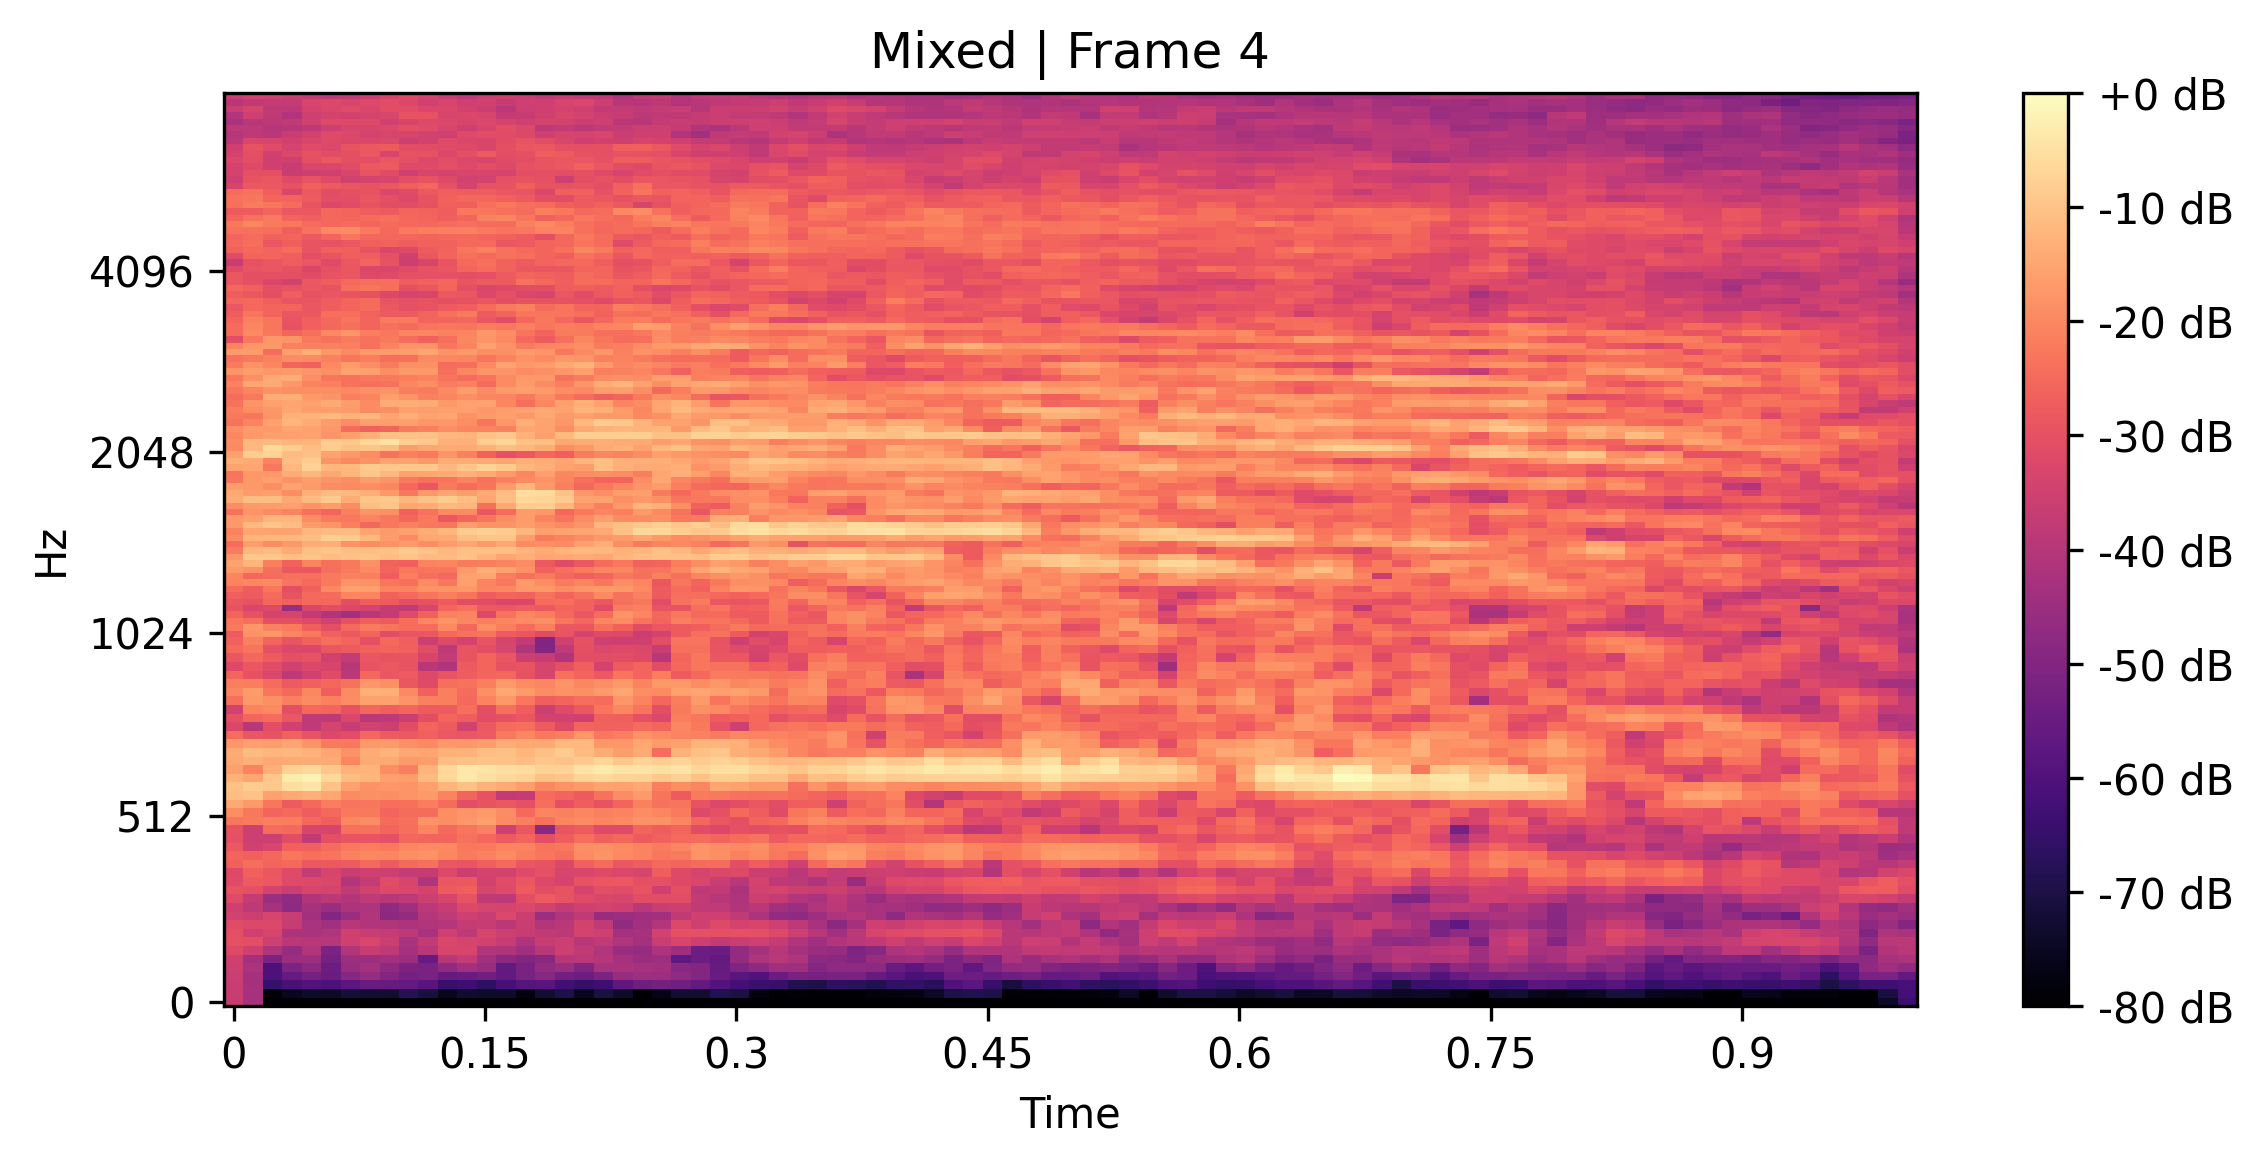 Mixed | Frame 4
Hz
4096
2048
1024
512
0
0 0.15 0.3 0.45 0.6 0.75 0.9
Time
+0 dB
-10 dB
-20 dB
-30 dB
-40 dB
-50 dB
-60 dB
-70 dB
-80 dB